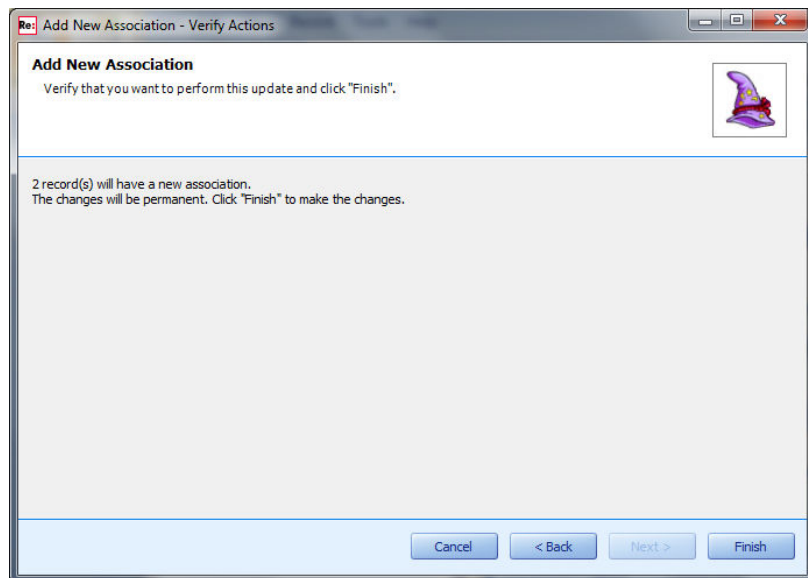 Re: Add New Association - Verify Actions
Add New Association
Verify that you want to perform this update and click "Finish".
2 record(s) will have a new association.
The changes will be permanent. Click "Finish" to make the changes.
Cancel < Back Next > Finish